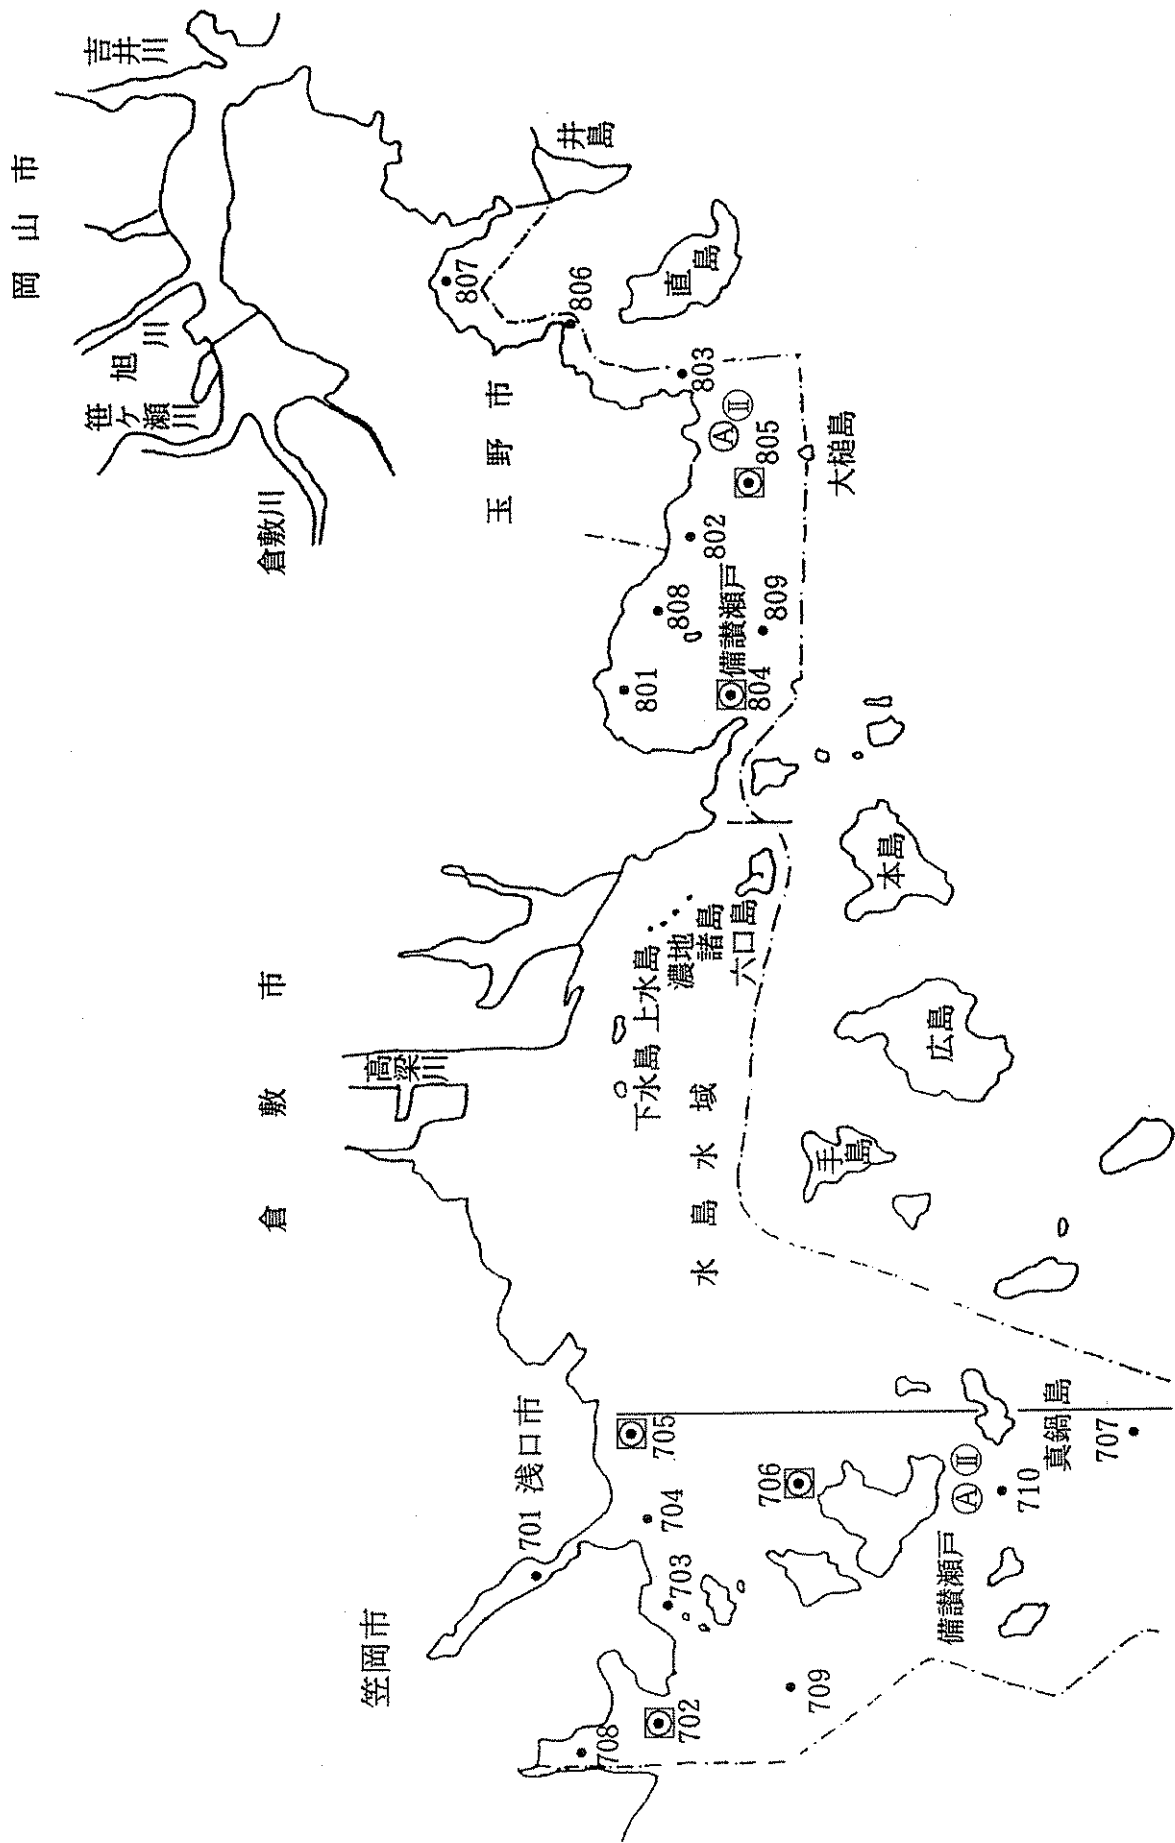 岡山市
吉井川
旭川
笹ヶ瀬川
倉敷川
井島
直島
807
806
玉野市
803
Ⓐ Ⅱ
805
大槌島
802
808
備讃瀬戸
809
801
804
倉敷市
高梁川
本島
濃地諸島
六口島
上水島
下水島
広島
手島
水島水域
浅口市
701
705
704
706
703
真鍋島
707
Ⓐ Ⅱ
710
備讃瀬戸
笠岡市
702
708
709